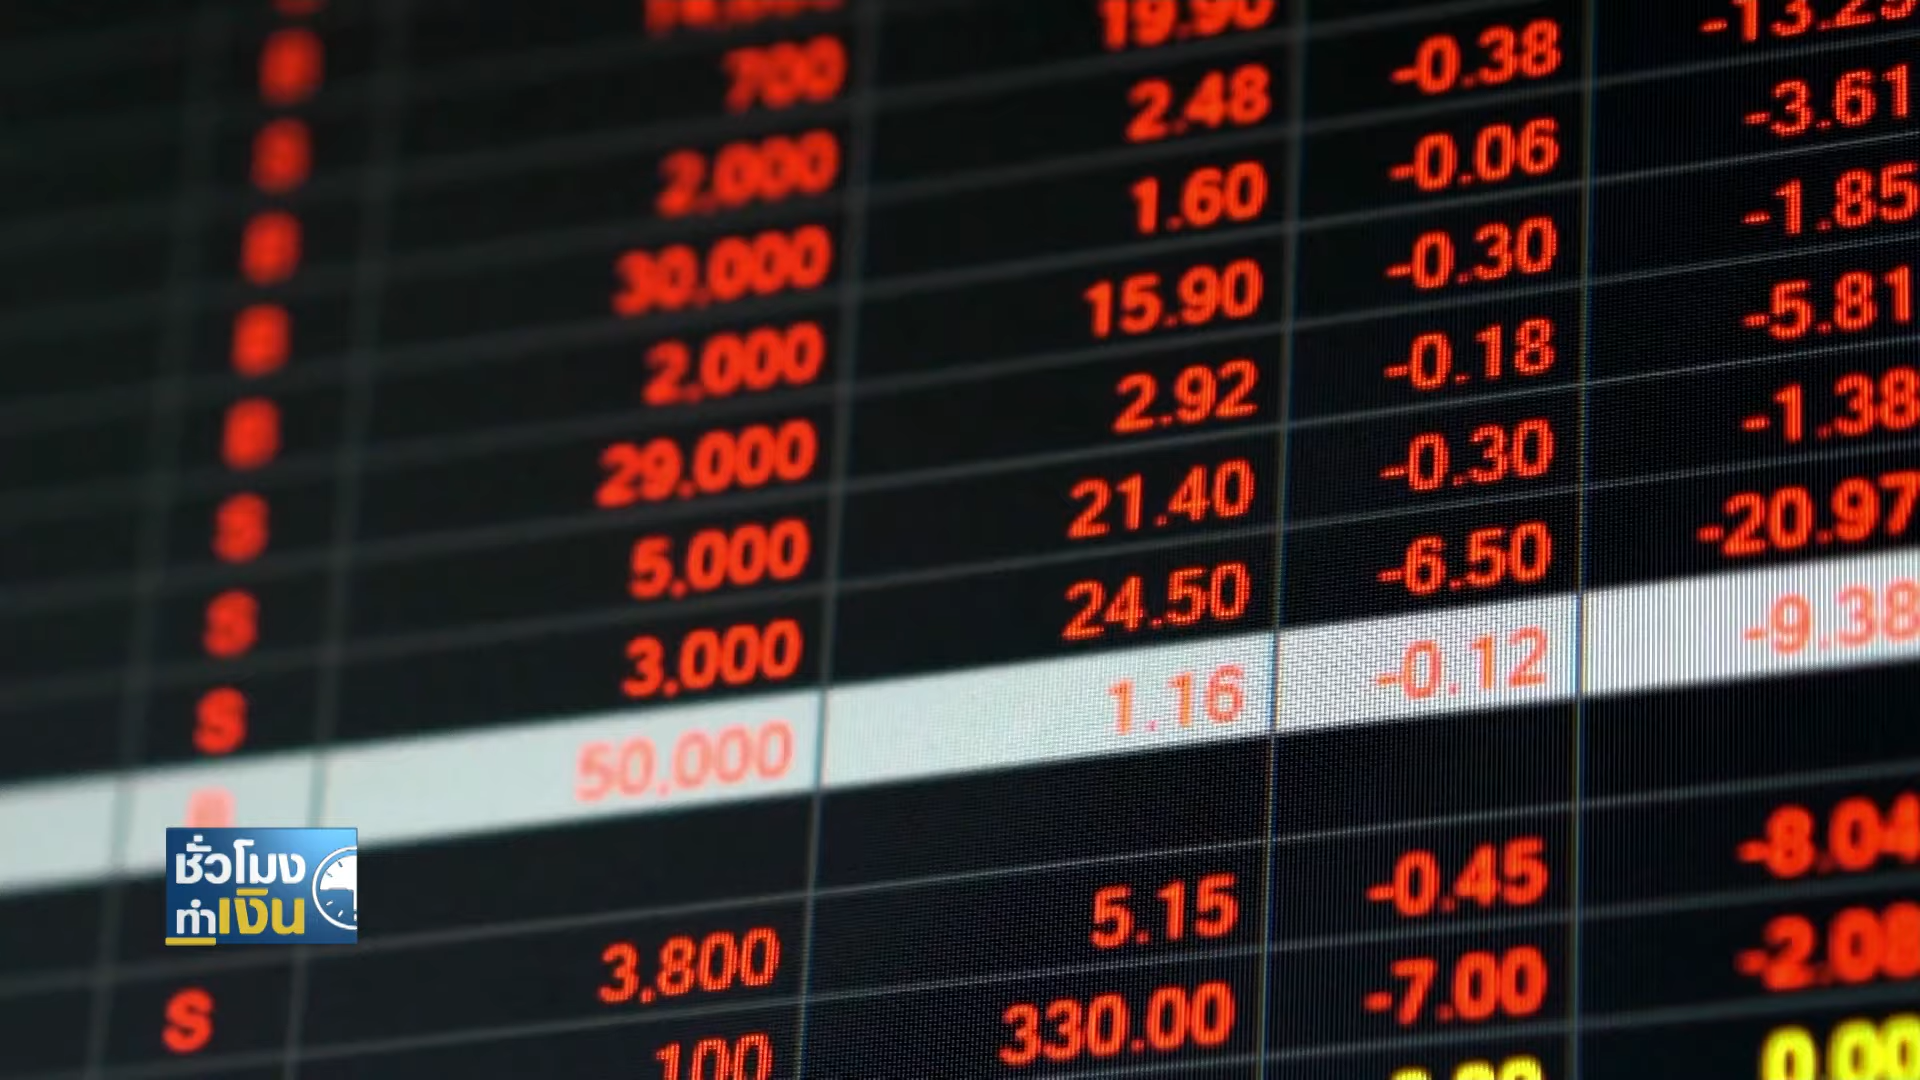 B
B 700 19.90
B 2,000 2.48 -0.38 -13.29
B 30,000 1.60 -0.06 -3.61
B 2,000 15.90 -0.30 -1.85
S 29,000 2.92 -0.18 -5.81
S 5,000 21.40 -0.30 -1.38
S 3,000 24.50 -6.50 -20.97
50,000 1.16 -0.12 -9.38
S 3,800 5.15 -0.45 -8.04
100 330.00 -7.00 -2.08
0.00
ชั่วโมง
ทำเงิน